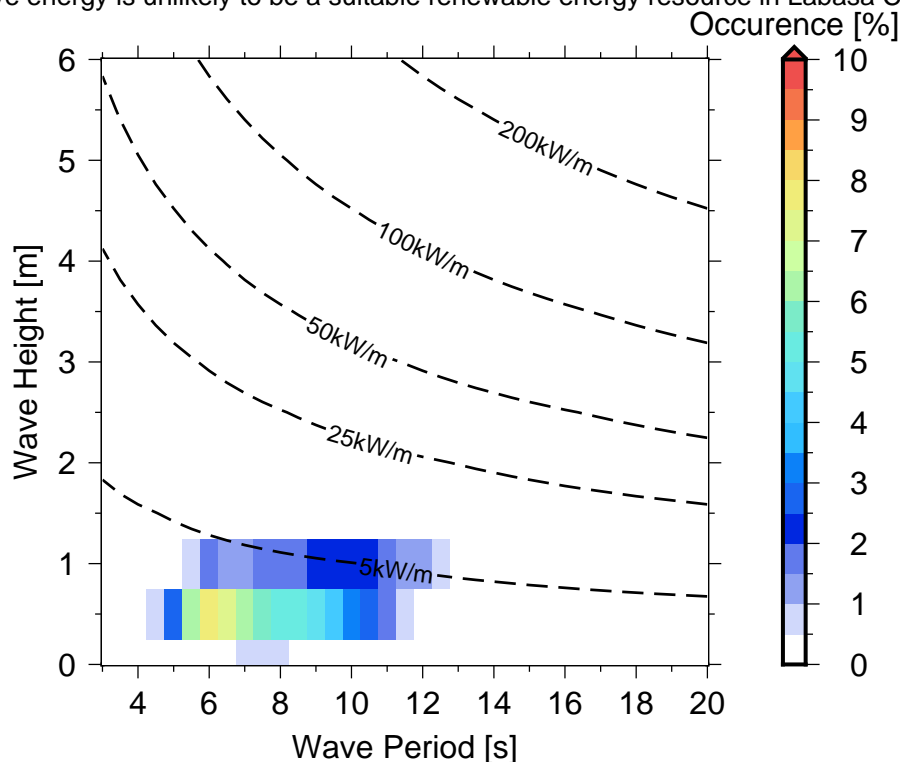 e energy is unlikely to be a suitable renewable energy resource in Labasa
Occurence [%]
6
5
4
3
2
1
0
Wave Height [m]
200kW/m
100kW/m
50kW/m
25kW/m
5kW/m
4 6 8 10 12 14 16 18 20
Wave Period [s]
10
9
8
7
6
5
4
3
2
1
0